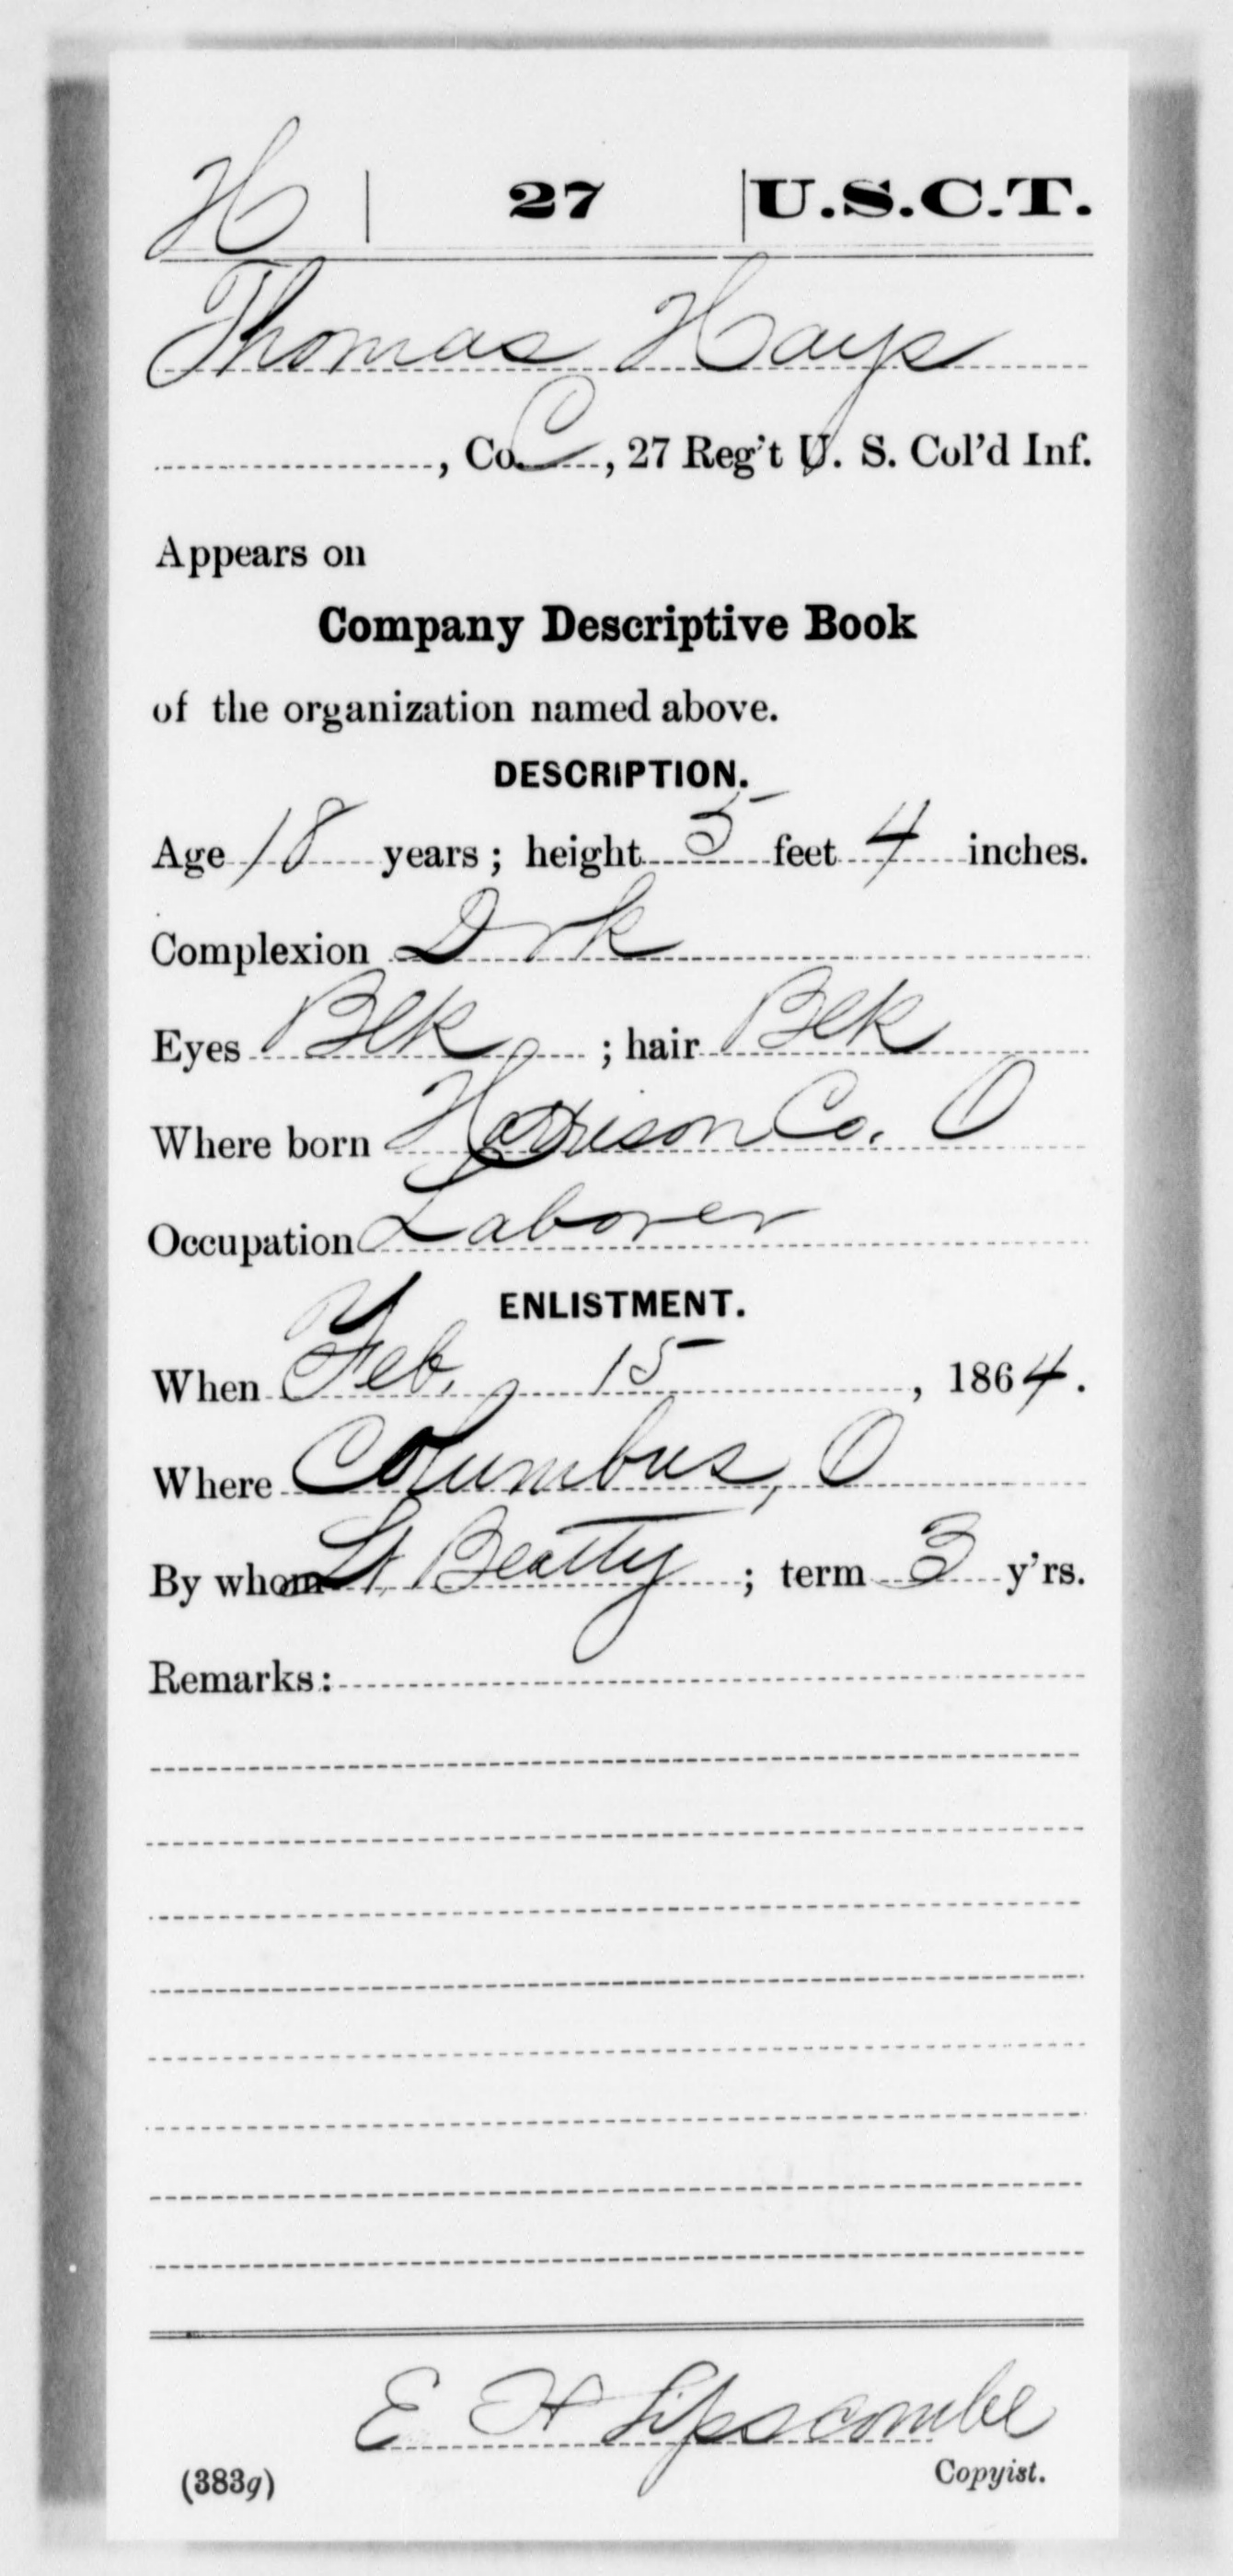 H | 27 | U.S.C.T.
Thomas Hays
, Co. C, 27 Reg't U. S. Col'd Inf.
Appears on
Company Descriptive Book
of the organization named above.
DESCRIPTION.
Age 18 years; height 5 feet 4 inches.
Complexion Drk
Eyes Blk ; hair Blk
Where born Harrison Co. O
Occupation Laborer
ENLISTMENT.
When Feb. 15, 1864.
Where Columbus, O
By whom Lt. Beatty; term 3 y'rs.
Remarks:
E H Lipscombe
(383g) Copyist.